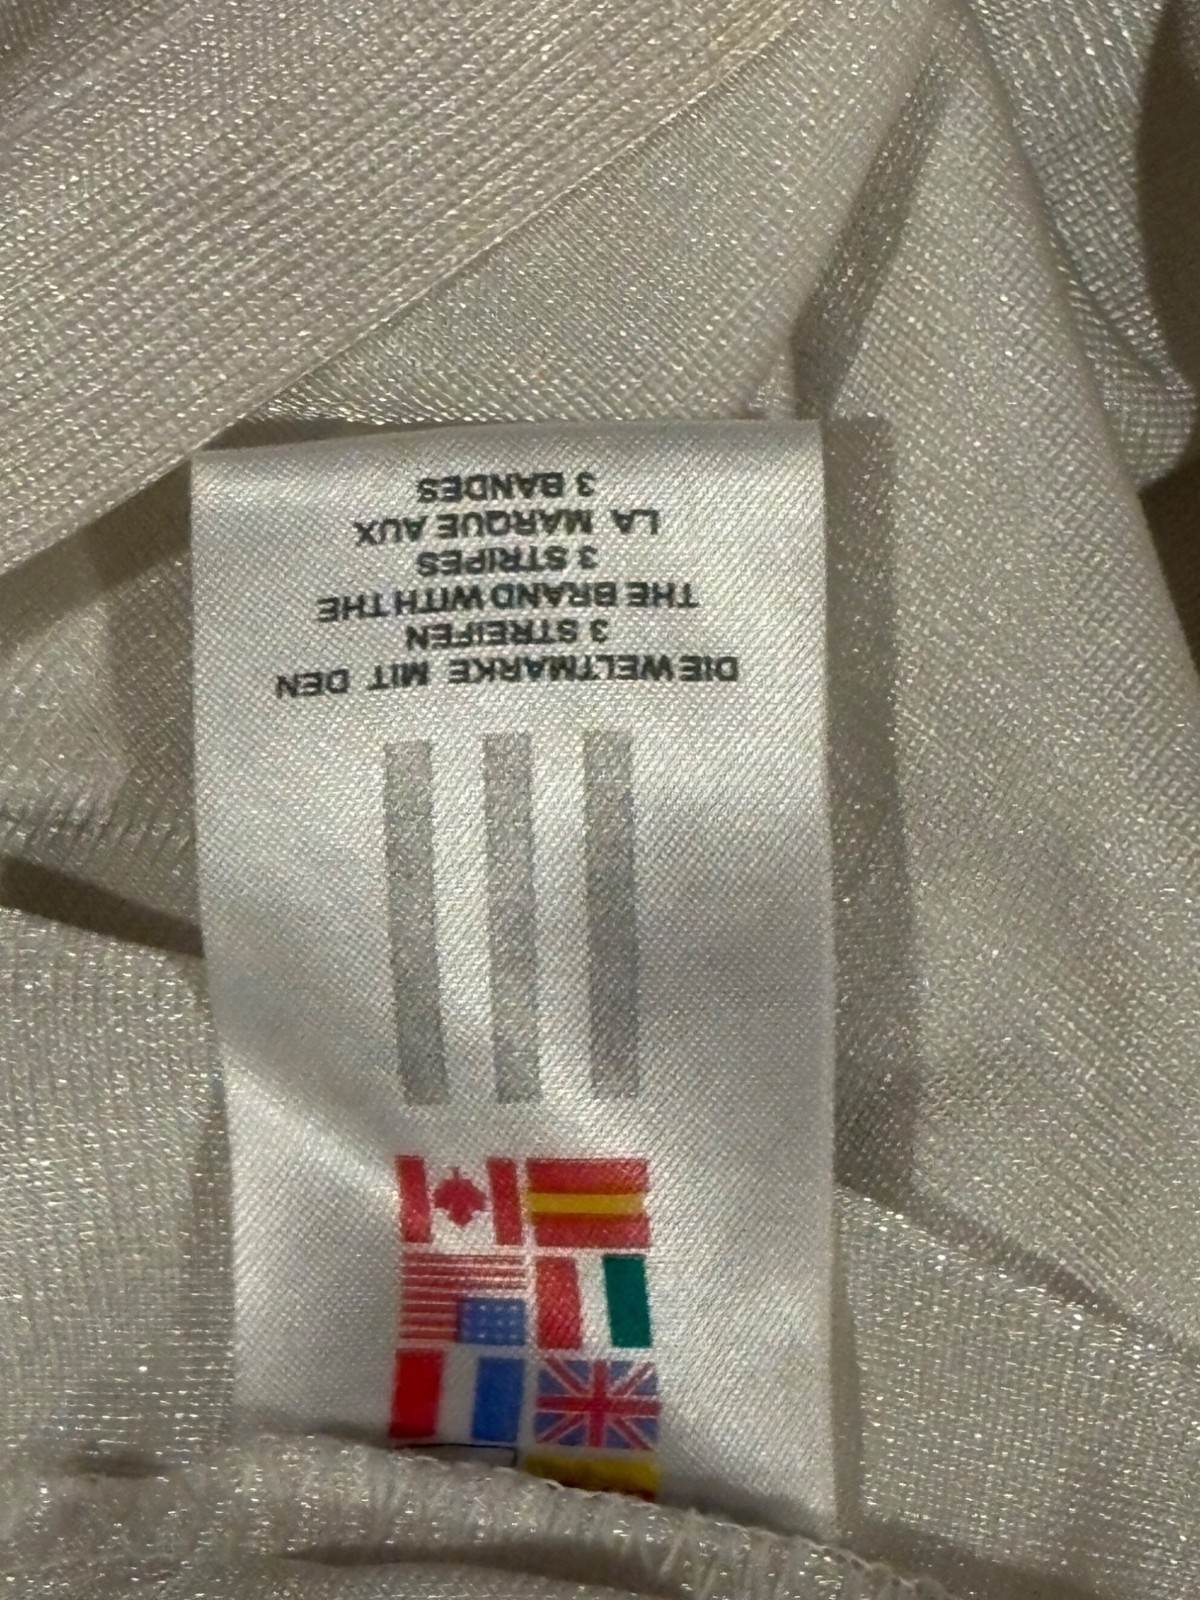 DIE WELTMARKE MIT DEN
3 STREIFEN
THE BRAND WITH THE
3 STRIPES
LA MARQUE AUX
3 BANDES